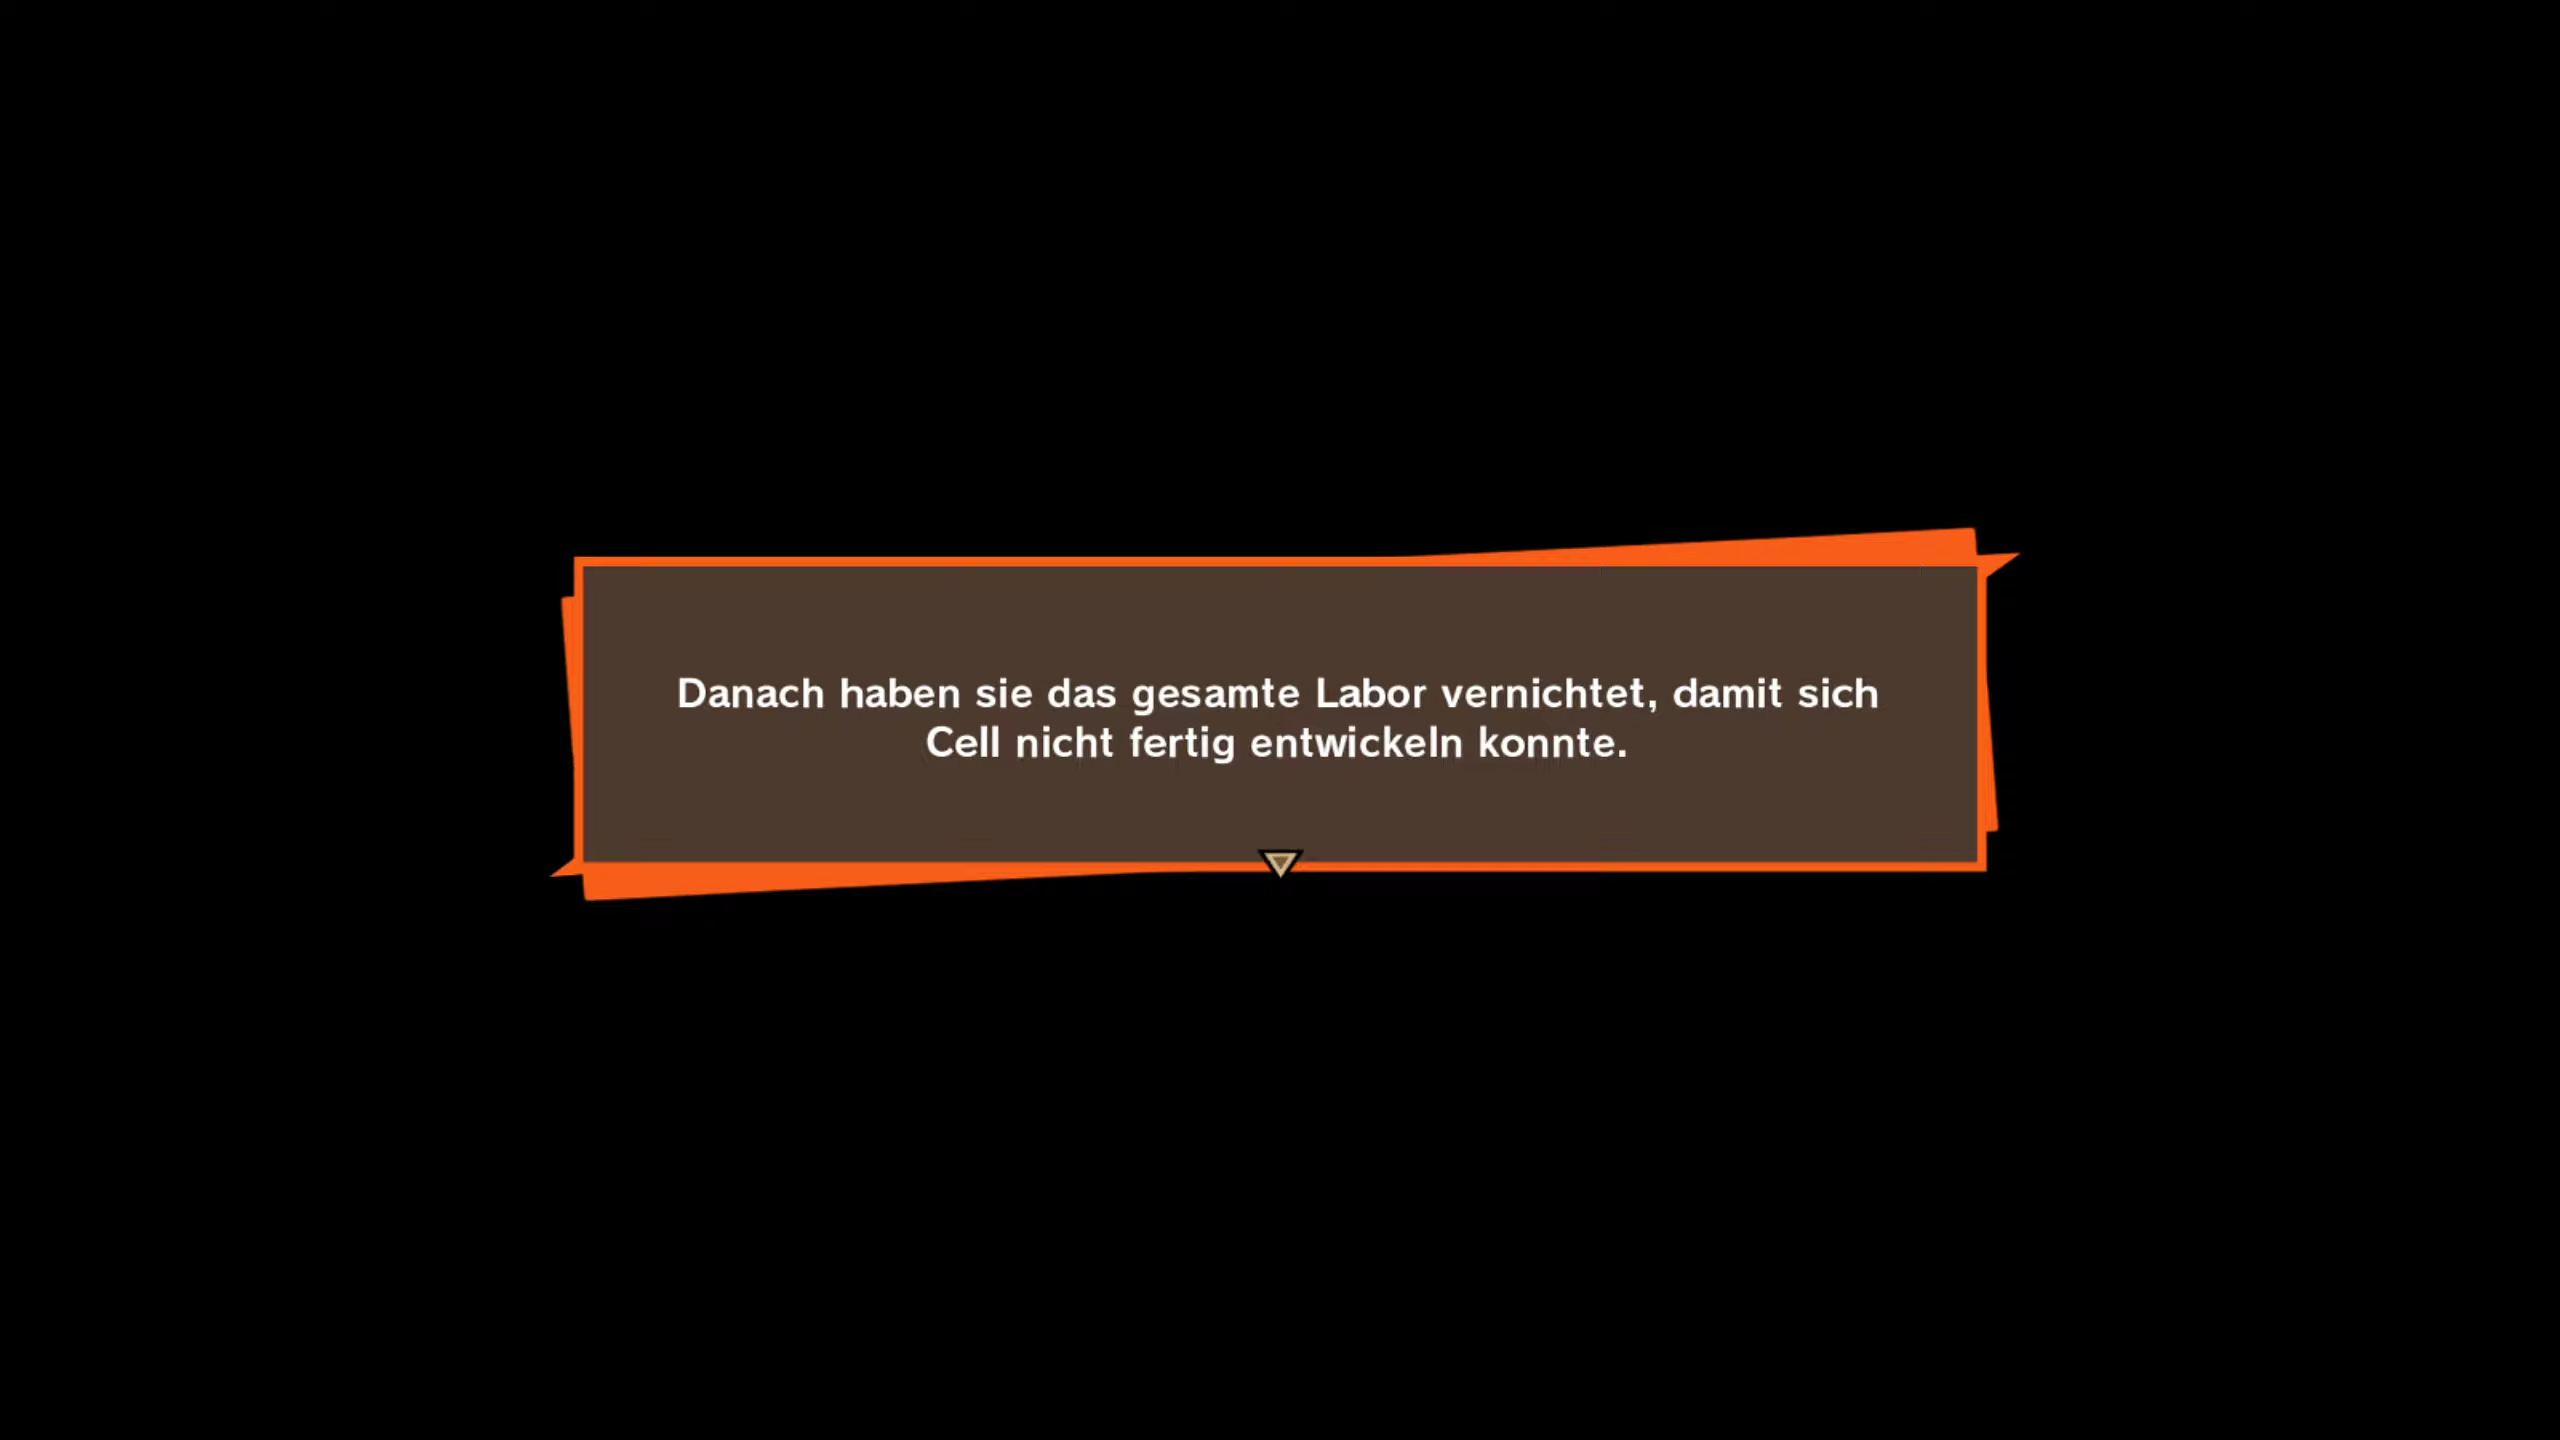 Danach haben sie das gesamte Labor vernichtet, damit sich
Cell nicht fertig entwickeln konnte.